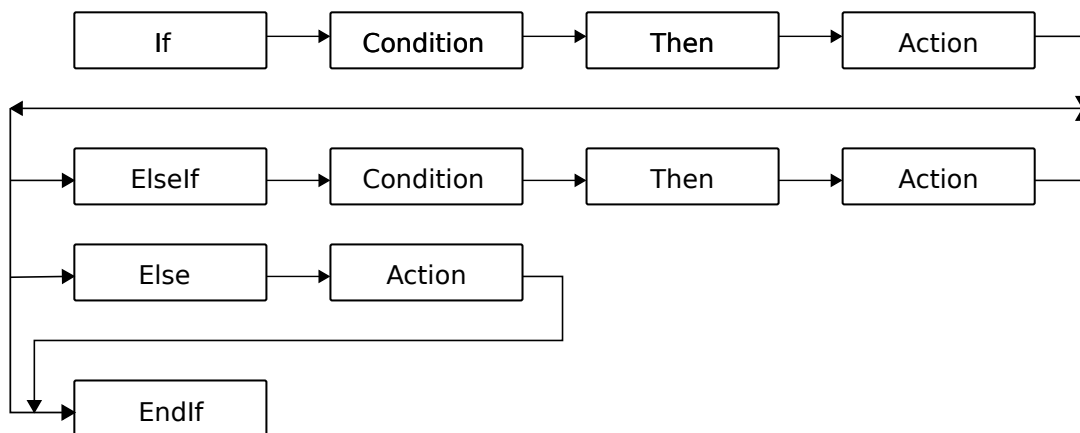 If Condition Then Action
ElseIf Condition Then Action
Else Action
EndIf